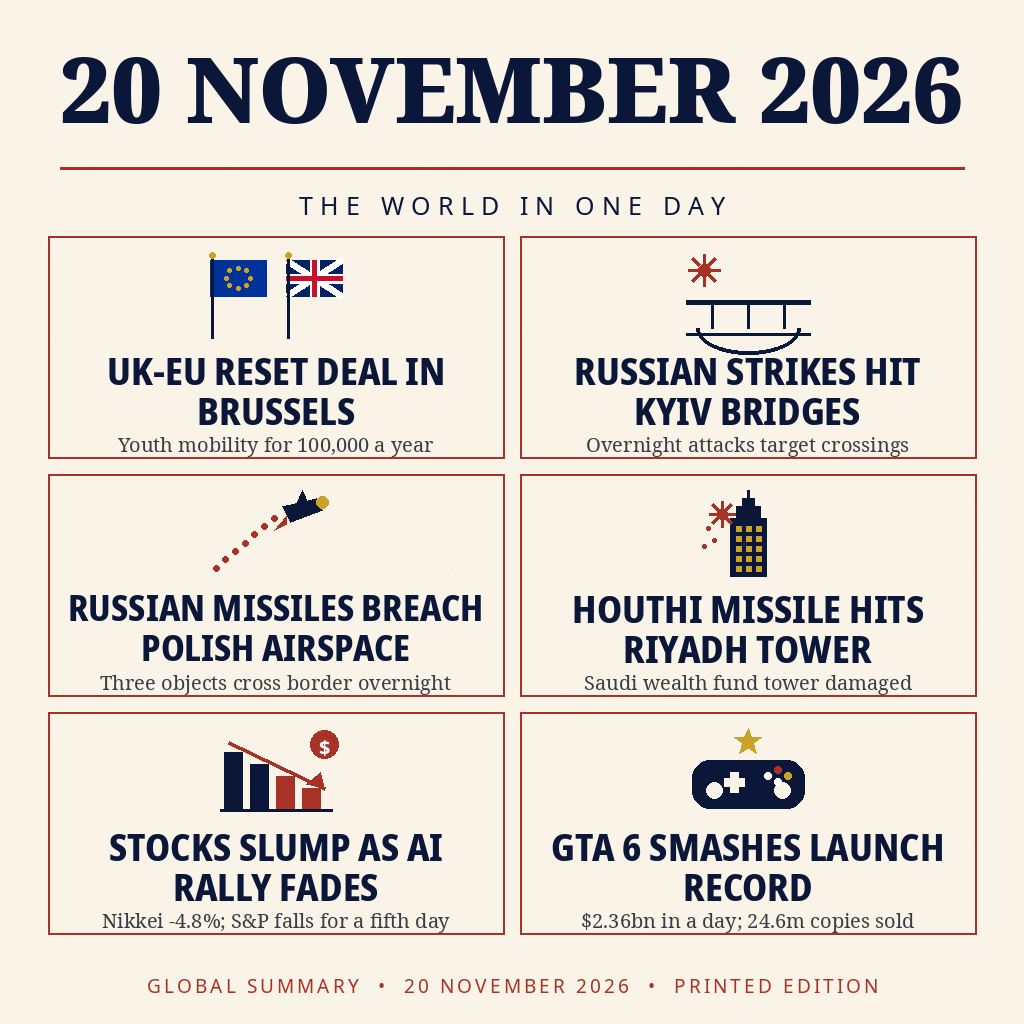 20 NOVEMBER 2026
THE WORLD IN ONE DAY
UK-EU RESET DEAL IN
BRUSSELS
Youth mobility for 100,000 a year
RUSSIAN STRIKES HIT
KYIV BRIDGES
Overnight attacks target crossings
RUSSIAN MISSILES BREACH
POLISH AIRSPACE
Three objects cross border overnight
HOUTHI MISSILE HITS
RIYADH TOWER
Saudi wealth fund tower damaged
$
STOCKS SLUMP AS AI
RALLY FADES
Nikkei -4.8%; S&P falls for a fifth day
GTA 6 SMASHES LAUNCH
RECORD
$2.36bn in a day; 24.6m copies sold
GLOBAL SUMMARY • 20 NOVEMBER 2026 • PRINTED EDITION